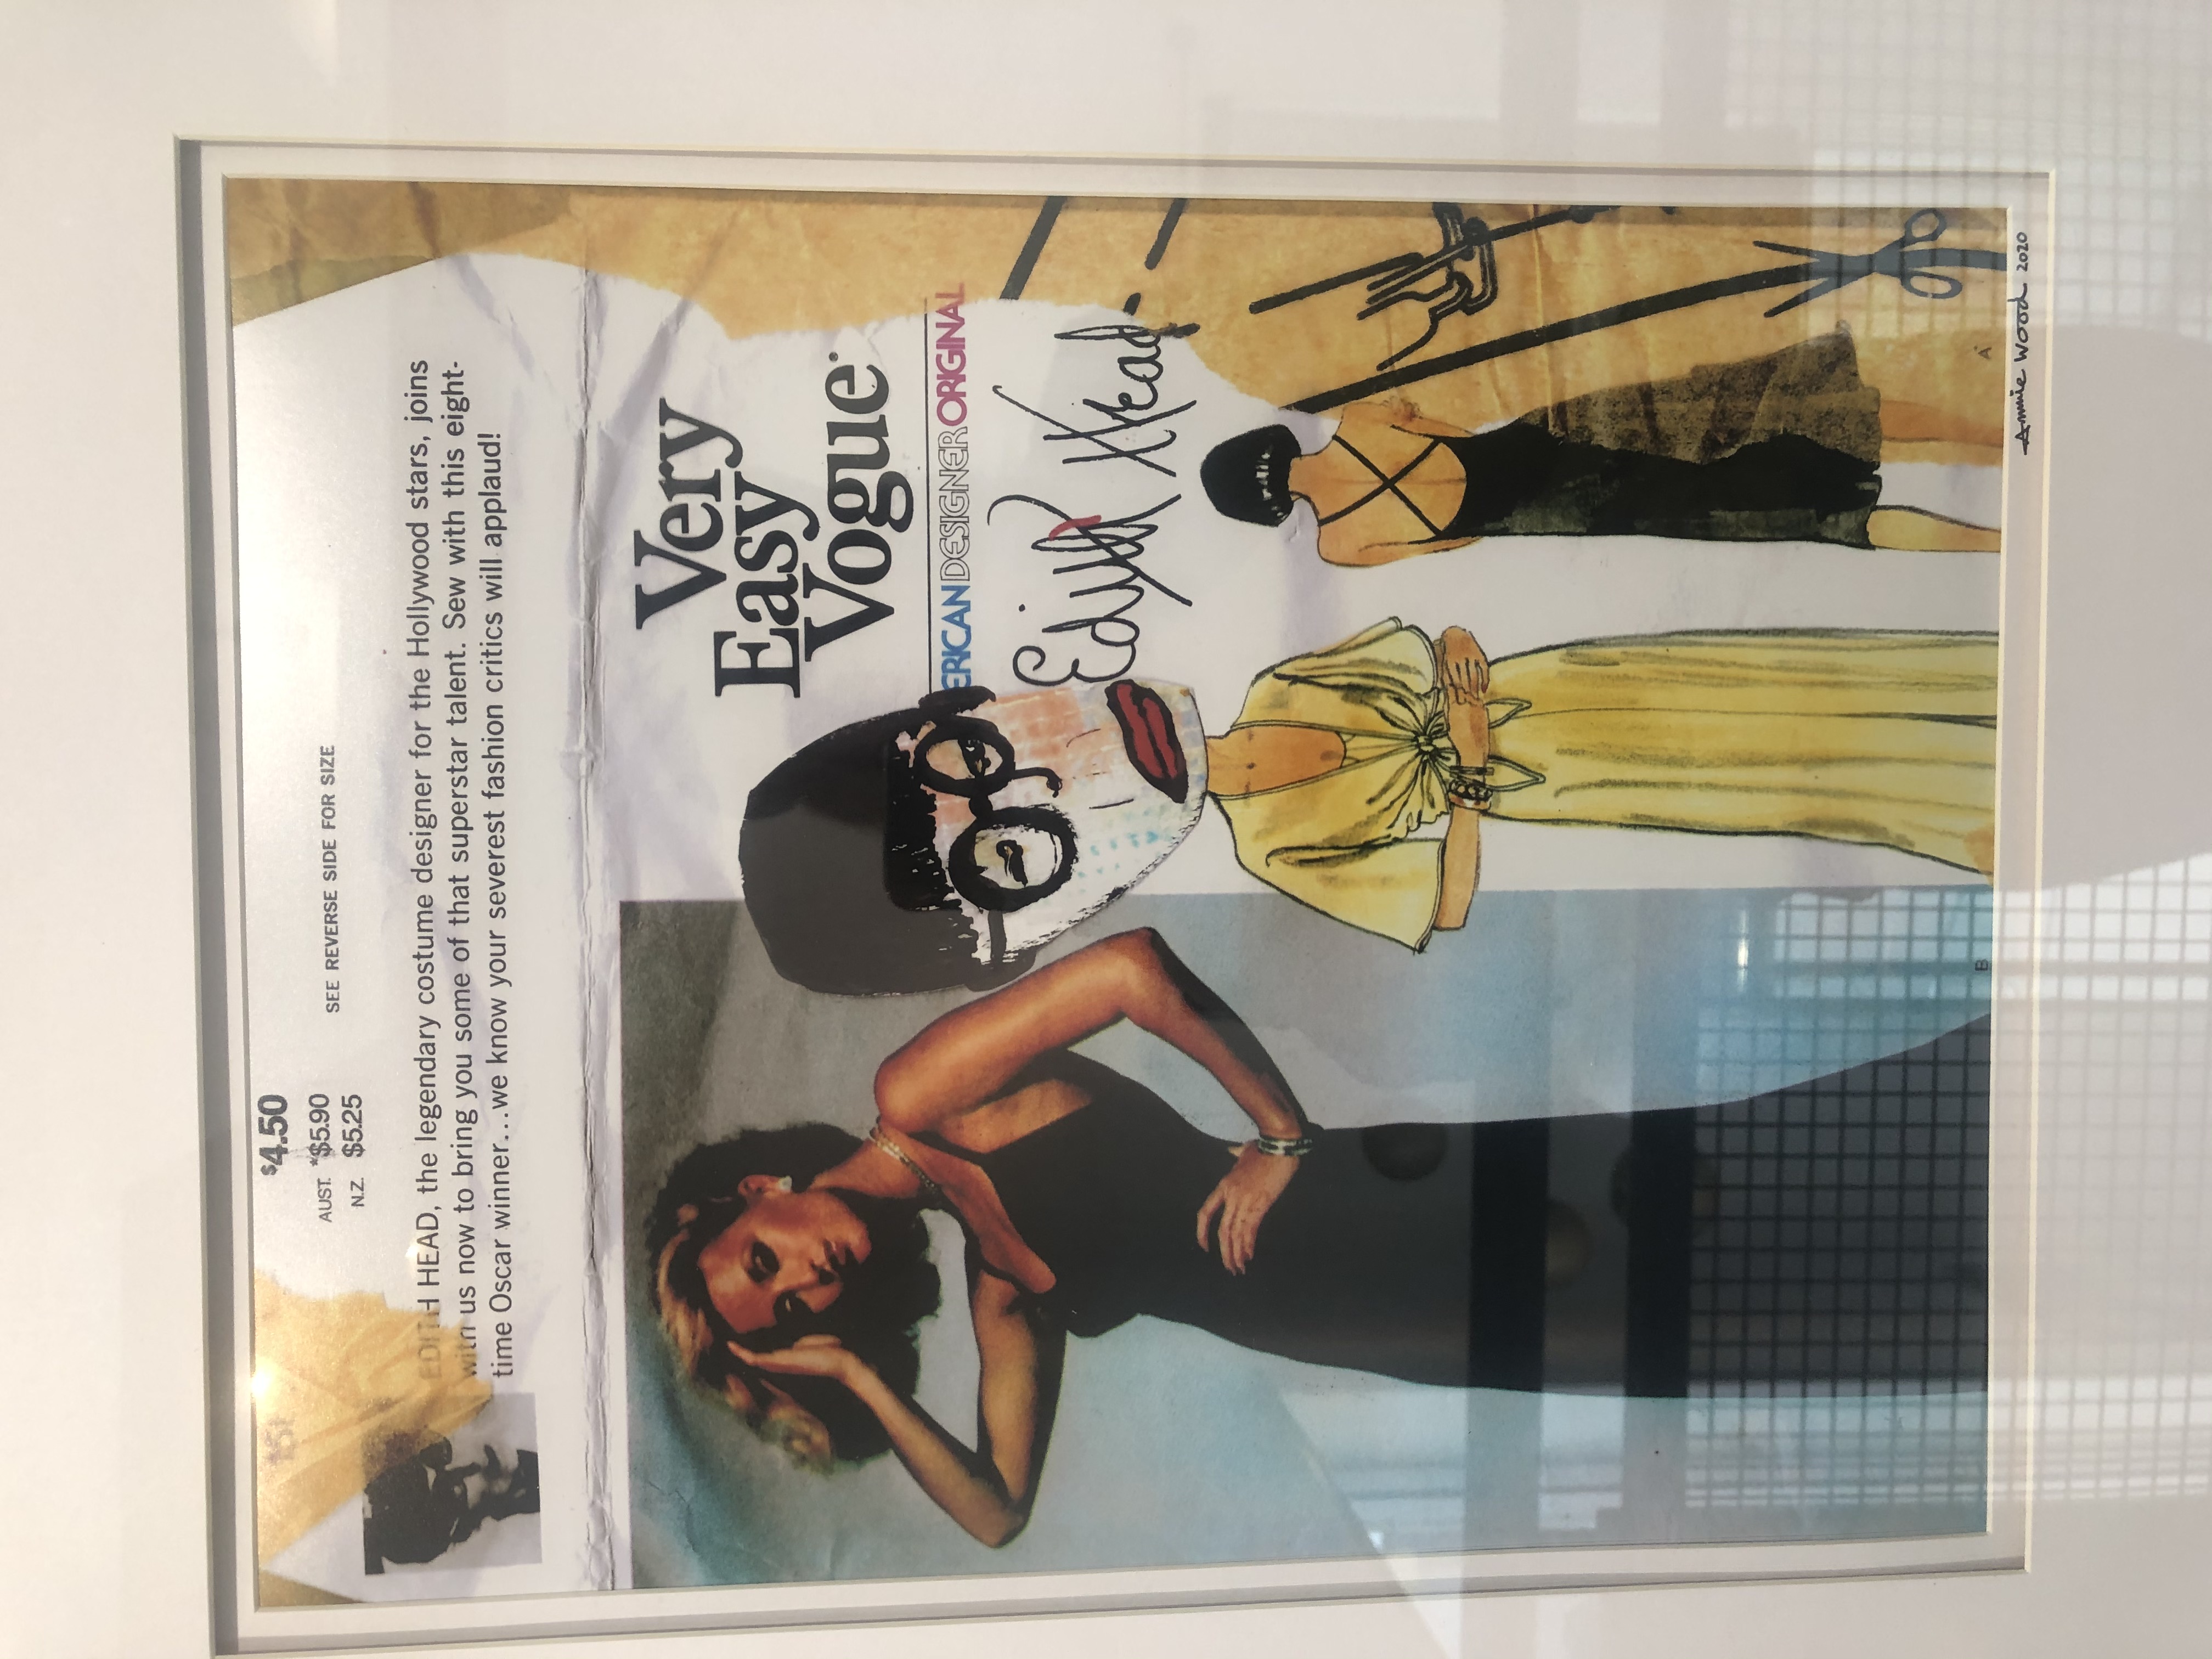 $4.50
AUST. *$5.90
N.Z. $5.25
SEE REVERSE SIDE FOR SIZE
EDITH HEAD, the legendary costume designer for the Hollywood stars, joins
with us now to bring you some of that superstar talent. Sew with this eight-
time Oscar winner...we know your severest fashion critics will applaud!
Very
Easy
Vogue
ERICAN DESIGNER ORIGINAL
Edith Head
B
A
Annie Wood 2020